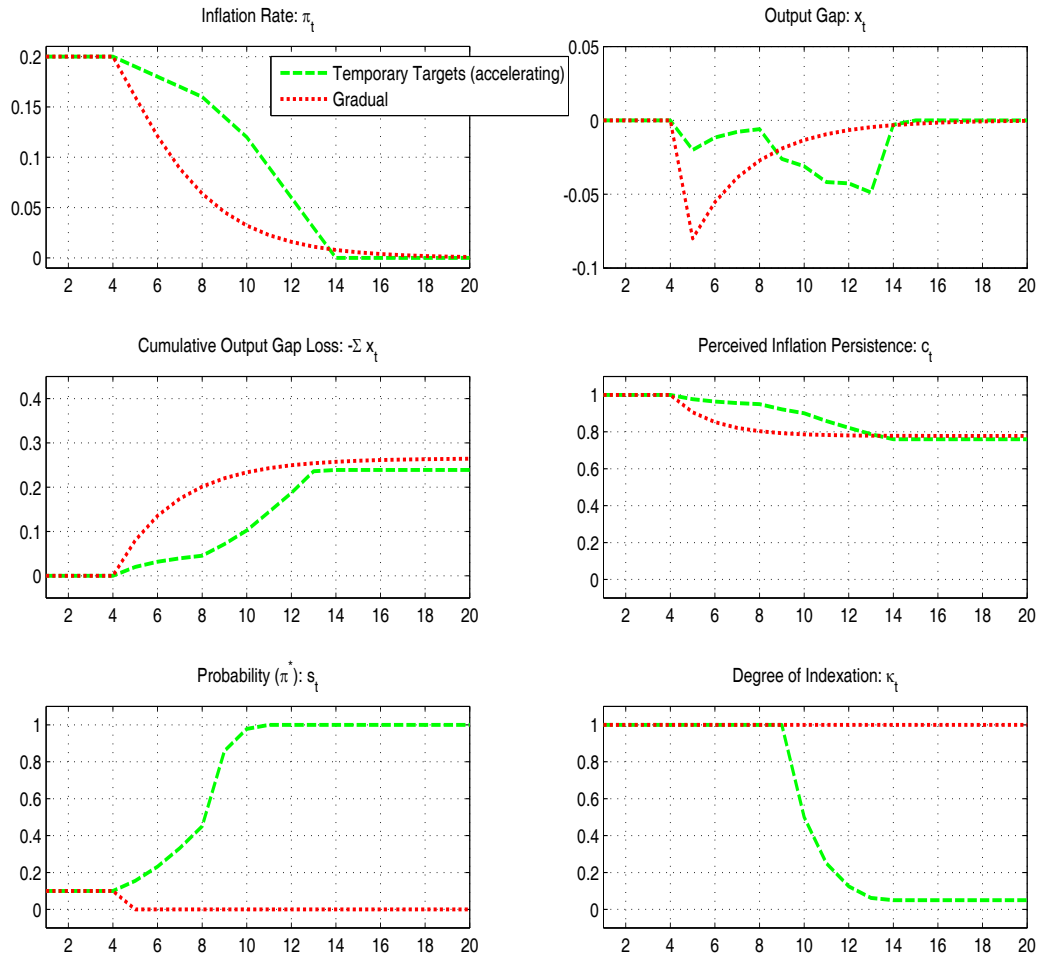 Inflation Rate: π_t
0.2
0.15
0.1
0.05
0
2 4 6 8 10 12 14 16 18 20
Temporary Targets (accelerating)
Gradual
Output Gap: x_t
0.05
0
-0.05
-0.1
2 4 6 8 10 12 14 16 18 20
Cumulative Output Gap Loss: -Σ x_t
0.4
0.3
0.2
0.1
0
2 4 6 8 10 12 14 16 18 20
Perceived Inflation Persistence: c_t
1
0.8
0.6
0.4
0.2
0
2 4 6 8 10 12 14 16 18 20
Probability (π*): s_t
1
0.8
0.6
0.4
0.2
0
2 4 6 8 10 12 14 16 18 20
Degree of Indexation: κ_t
1
0.8
0.6
0.4
0.2
0
2 4 6 8 10 12 14 16 18 20